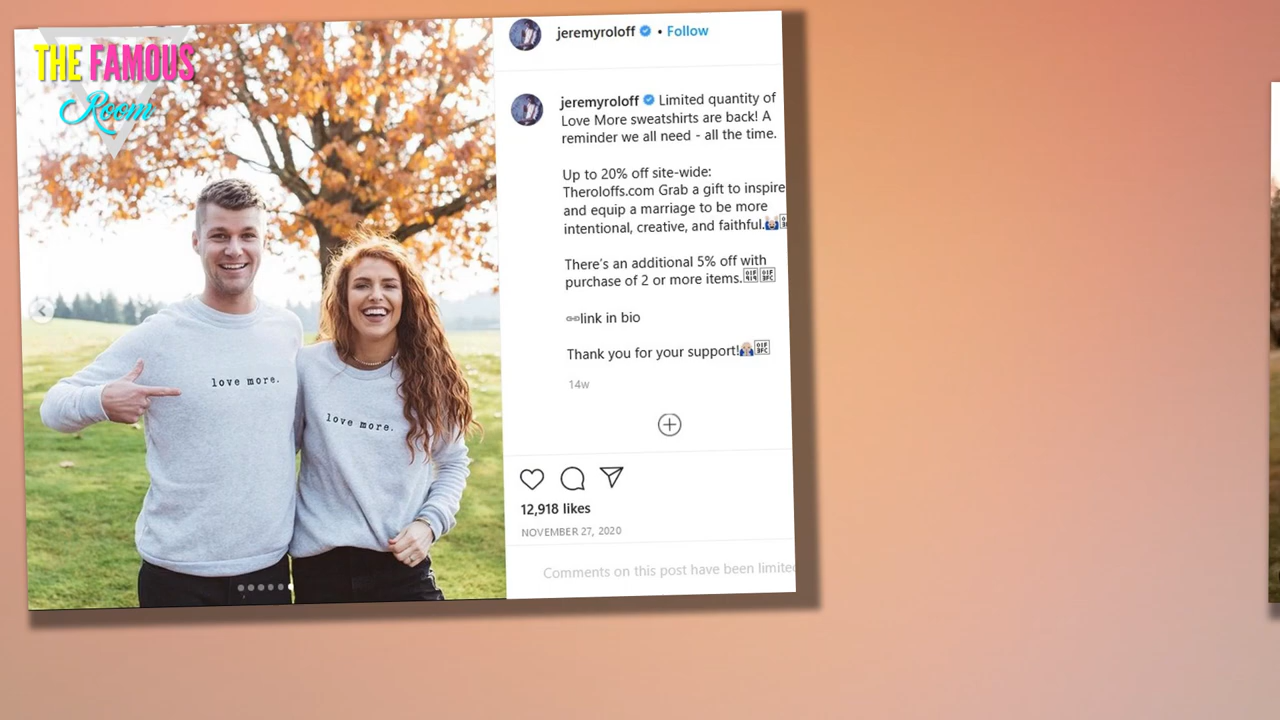 THE FAMOUS
Room
love more.
love more.
jeremyroloff • Follow
jeremyroloff Limited quantity of
Love More sweatshirts are back! A
reminder we all need - all the time.
Up to 20% off site-wide:
Theroloffs.com Grab a gift to inspire
and equip a marriage to be more
intentional, creative, and faithful.
There's an additional 5% off with
purchase of 2 or more items.
link in bio
Thank you for your support!
14w
12,918 likes
NOVEMBER 27, 2020
Comments on this post have been limited